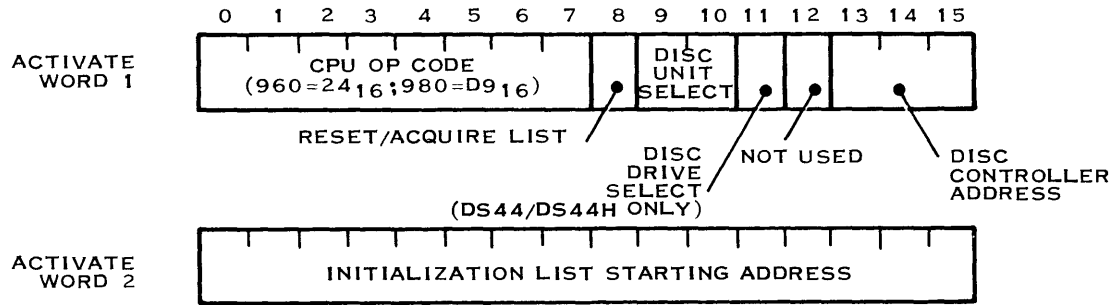 0 1 2 3 4 5 6 7 8 9 10 11 12 13 14 15
ACTIVATE
WORD 1
CPU OP CODE
(960=24₁₆;980=D9₁₆)
DISC
UNIT
SELECT
RESET/ACQUIRE LIST
DISC
DRIVE
SELECT
(DS44/DS44H ONLY)
NOT USED
DISC
CONTROLLER
ADDRESS
ACTIVATE
WORD 2
INITIALIZATION LIST STARTING ADDRESS